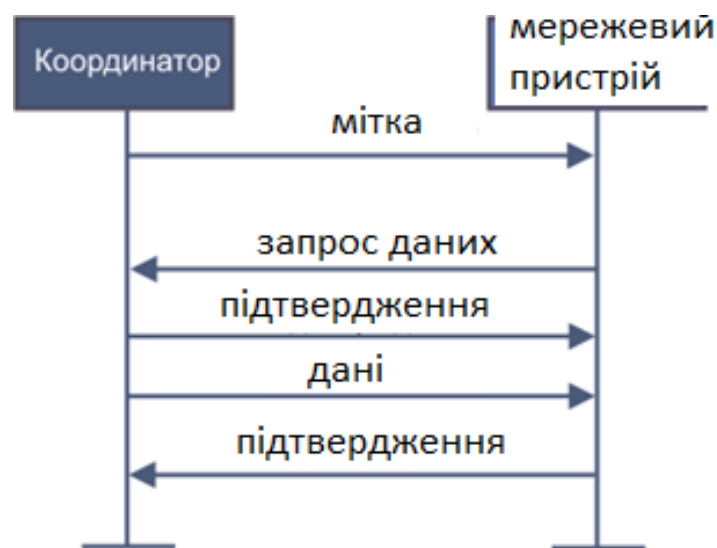 Координатор
мережевий
пристрій
мітка
запрос даних
підтвердження
дані
підтвердження